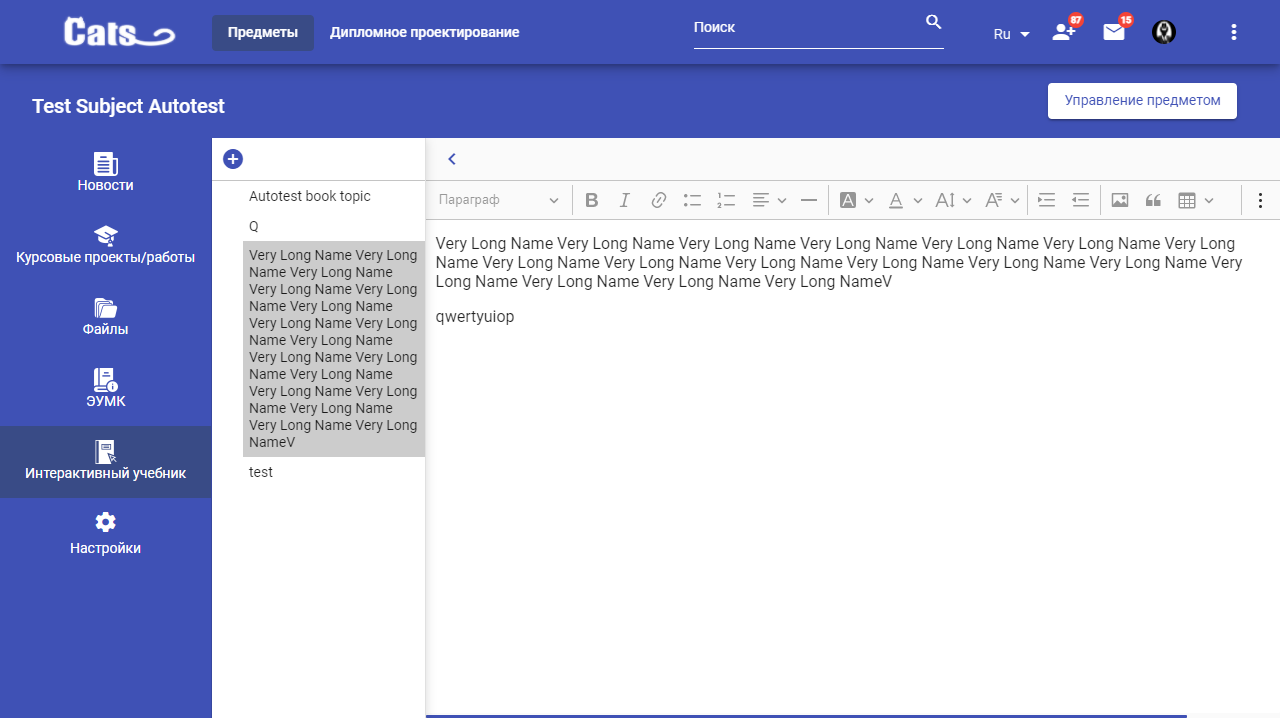 Cats
Предметы
Дипломное проектирование
Поиск
Ru
87
15
Test Subject Autotest
Управление предметом
Новости
Курсовые проекты/работы
Файлы
ЭУМК
Интерактивный учебник
Настройки
Autotest book topic
Q
Very Long Name Very Long
Name Very Long Name
Very Long Name Very Long
Name Very Long Name
Very Long Name Very Long
Name Very Long Name
Very Long Name Very Long
Name Very Long Name
Very Long Name Very Long
Name Very Long Name
Very Long Name Very Long
NameV
test
Параграф
Very Long Name Very Long Name Very Long Name Very Long Name Very Long Name Very Long Name Very Long
Name Very Long Name Very Long Name Very Long Name Very Long Name Very Long Name Very Long Name Very
Long Name Very Long Name Very Long Name Very Long NameV
qwertyuiop